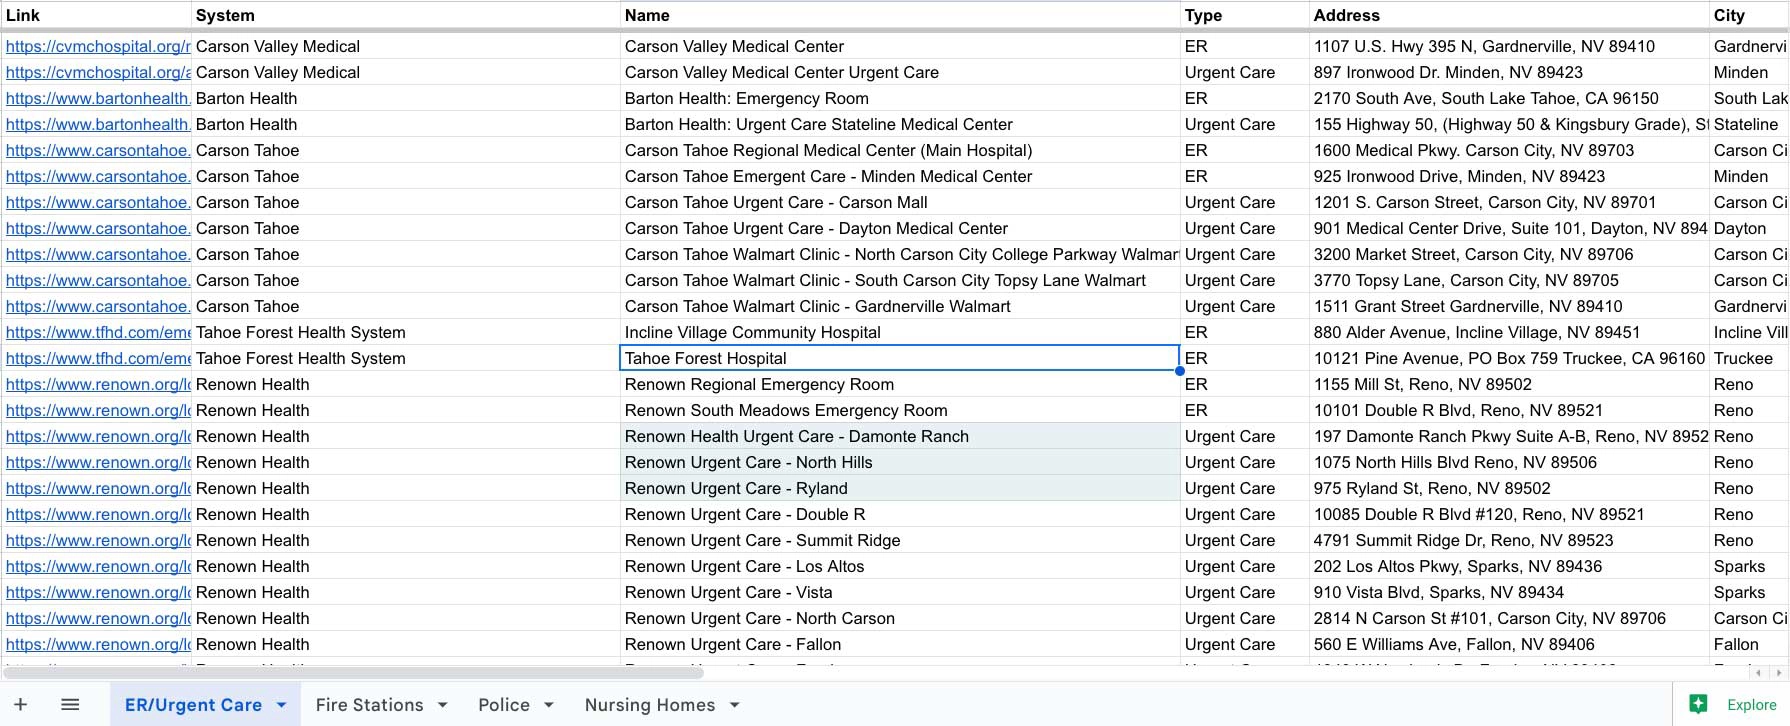 Link System Name Type Address City
https://cvmchospital.org/ Carson Valley Medical Carson Valley Medical Center ER 1107 U.S. Hwy 395 N, Gardnerville, NV 89410 Gardnervi
https://cvmchospital.org/a Carson Valley Medical Carson Valley Medical Center Urgent Care Urgent Care 897 Ironwood Dr. Minden, NV 89423 Minden
https://www.bartonhealth. Barton Health Barton Health: Emergency Room ER 2170 South Ave, South Lake Tahoe, CA 96150 South Lak
https://www.bartonhealth. Barton Health Barton Health: Urgent Care Stateline Medical Center Urgent Care 155 Highway 50, (Highway 50 & Kingsbury Grade), St Stateline
https://www.carsontahoe. Carson Tahoe Carson Tahoe Regional Medical Center (Main Hospital) ER 1600 Medical Pkwy. Carson City, NV 89703 Carson Ci
https://www.carsontahoe. Carson Tahoe Carson Tahoe Emergent Care - Minden Medical Center ER 925 Ironwood Drive, Minden, NV 89423 Minden
https://www.carsontahoe. Carson Tahoe Carson Tahoe Urgent Care - Carson Mall Urgent Care 1201 S. Carson Street, Carson City, NV 89701 Carson Ci
https://www.carsontahoe. Carson Tahoe Carson Tahoe Urgent Care - Dayton Medical Center Urgent Care 901 Medical Center Drive, Suite 101, Dayton, NV 894 Dayton
https://www.carsontahoe. Carson Tahoe Carson Tahoe Walmart Clinic - North Carson City College Parkway Walmar Urgent Care 3200 Market Street, Carson City, NV 89706 Carson Ci
https://www.carsontahoe. Carson Tahoe Carson Tahoe Walmart Clinic - South Carson City Topsy Lane Walmart Urgent Care 3770 Topsy Lane, Carson City, NV 89705 Carson Ci
https://www.carsontahoe. Carson Tahoe Carson Tahoe Walmart Clinic - Gardnerville Walmart Urgent Care 1511 Grant Street Gardnerville, NV 89410 Gardnervi
https://www.tfhd.com/eme Tahoe Forest Health System Incline Village Community Hospital ER 880 Alder Avenue, Incline Village, NV 89451 Incline Vill
https://www.tfhd.com/eme Tahoe Forest Health System Tahoe Forest Hospital ER 10121 Pine Avenue, PO Box 759 Truckee, CA 96160 Truckee
https://www.renown.org/lo Renown Health Renown Regional Emergency Room ER 1155 Mill St, Reno, NV 89502 Reno
https://www.renown.org/lo Renown Health Renown South Meadows Emergency Room ER 10101 Double R Blvd, Reno, NV 89521 Reno
https://www.renown.org/lo Renown Health Renown Health Urgent Care - Damonte Ranch Urgent Care 197 Damonte Ranch Pkwy Suite A-B, Reno, NV 8952 Reno
https://www.renown.org/lo Renown Health Renown Urgent Care - North Hills Urgent Care 1075 North Hills Blvd Reno, NV 89506 Reno
https://www.renown.org/lo Renown Health Renown Urgent Care - Ryland Urgent Care 975 Ryland St, Reno, NV 89502 Reno
https://www.renown.org/lo Renown Health Renown Urgent Care - Double R Urgent Care 10085 Double R Blvd #120, Reno, NV 89521 Reno
https://www.renown.org/lo Renown Health Renown Urgent Care - Summit Ridge Urgent Care 4791 Summit Ridge Dr, Reno, NV 89523 Reno
https://www.renown.org/lo Renown Health Renown Urgent Care - Los Altos Urgent Care 202 Los Altos Pkwy, Sparks, NV 89436 Sparks
https://www.renown.org/lo Renown Health Renown Urgent Care - Vista Urgent Care 910 Vista Blvd, Sparks, NV 89434 Sparks
https://www.renown.org/lo Renown Health Renown Urgent Care - North Carson Urgent Care 2814 N Carson St #101, Carson City, NV 89706 Carson Ci
https://www.renown.org/lo Renown Health Renown Urgent Care - Fallon Urgent Care 560 E Williams Ave, Fallon, NV 89406 Fallon
ER/Urgent Care Fire Stations Police Nursing Homes Explore